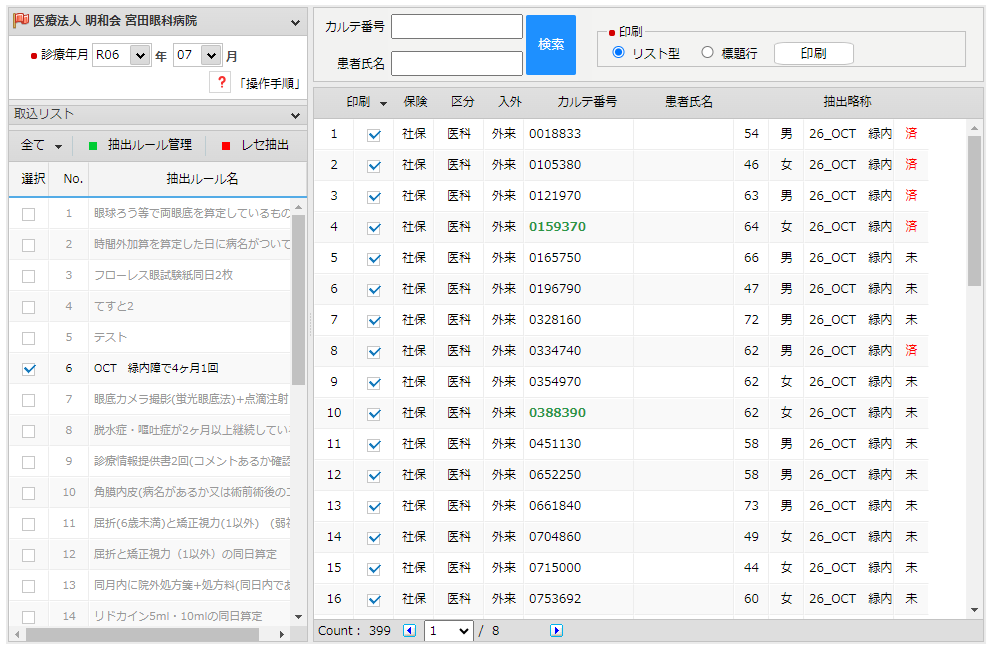 医療法人 明和会 宮田眼科病院
診療年月 R06 年 07 月
? 「操作手順」
取込リスト
全て 抽出ルール管理 レセ抽出
選択 No. 抽出ルール名
1 眼球ろう等で両眼底を算定しているもの
2 時間外加算を算定した日に病名がついて
3 フローレス眼試験紙同日2枚
4 てすと2
5 テスト
6 OCT 緑内障で4ヶ月1回
7 眼底カメラ撮影(蛍光眼底法)+点滴注射
8 脱水症・嘔吐症が2ヶ月以上継続してい
9 診療情報提供書2回(コメントあるか確認
10 角膜内皮(病名があるか又は術前術後の
11 屈折(6歳未満)と矯正視力(1以外) (弱視
12 屈折と矯正視力（1以外）の同日算定
13 同月内に院外処方箋+処方料(同日内であ
14 リドカイン5ml・10mlの同日算定
カルテ番号
患者氏名
検索
印刷
リスト型 標題行 印刷
印刷 保険 区分 入外 カルテ番号 患者氏名 抽出略称
1 社保 医科 外来 0018833 54 男 26_OCT 緑内 済
2 社保 医科 外来 0105380 46 女 26_OCT 緑内 済
3 社保 医科 外来 0121970 63 男 26_OCT 緑内 済
4 社保 医科 外来 0159370 64 女 26_OCT 緑内 済
5 社保 医科 外来 0165750 66 男 26_OCT 緑内 未
6 社保 医科 外来 0196790 47 男 26_OCT 緑内 未
7 社保 医科 外来 0328160 72 男 26_OCT 緑内 未
8 社保 医科 外来 0334740 62 男 26_OCT 緑内 済
9 社保 医科 外来 0354970 62 女 26_OCT 緑内 未
10 社保 医科 外来 0388390 62 女 26_OCT 緑内 未
11 社保 医科 外来 0451130 58 男 26_OCT 緑内 未
12 社保 医科 外来 0652250 58 男 26_OCT 緑内 未
13 社保 医科 外来 0661840 73 男 26_OCT 緑内 未
14 社保 医科 外来 0704860 49 女 26_OCT 緑内 未
15 社保 医科 外来 0715000 44 女 26_OCT 緑内 未
16 社保 医科 外来 0753692 60 女 26_OCT 緑内 未
Count : 399 1 / 8